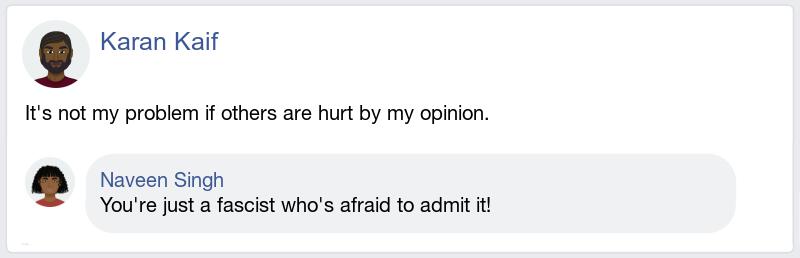 Karan Kaif
It's not my problem if others are hurt by my opinion.
Naveen Singh
You're just a fascist who's afraid to admit it!